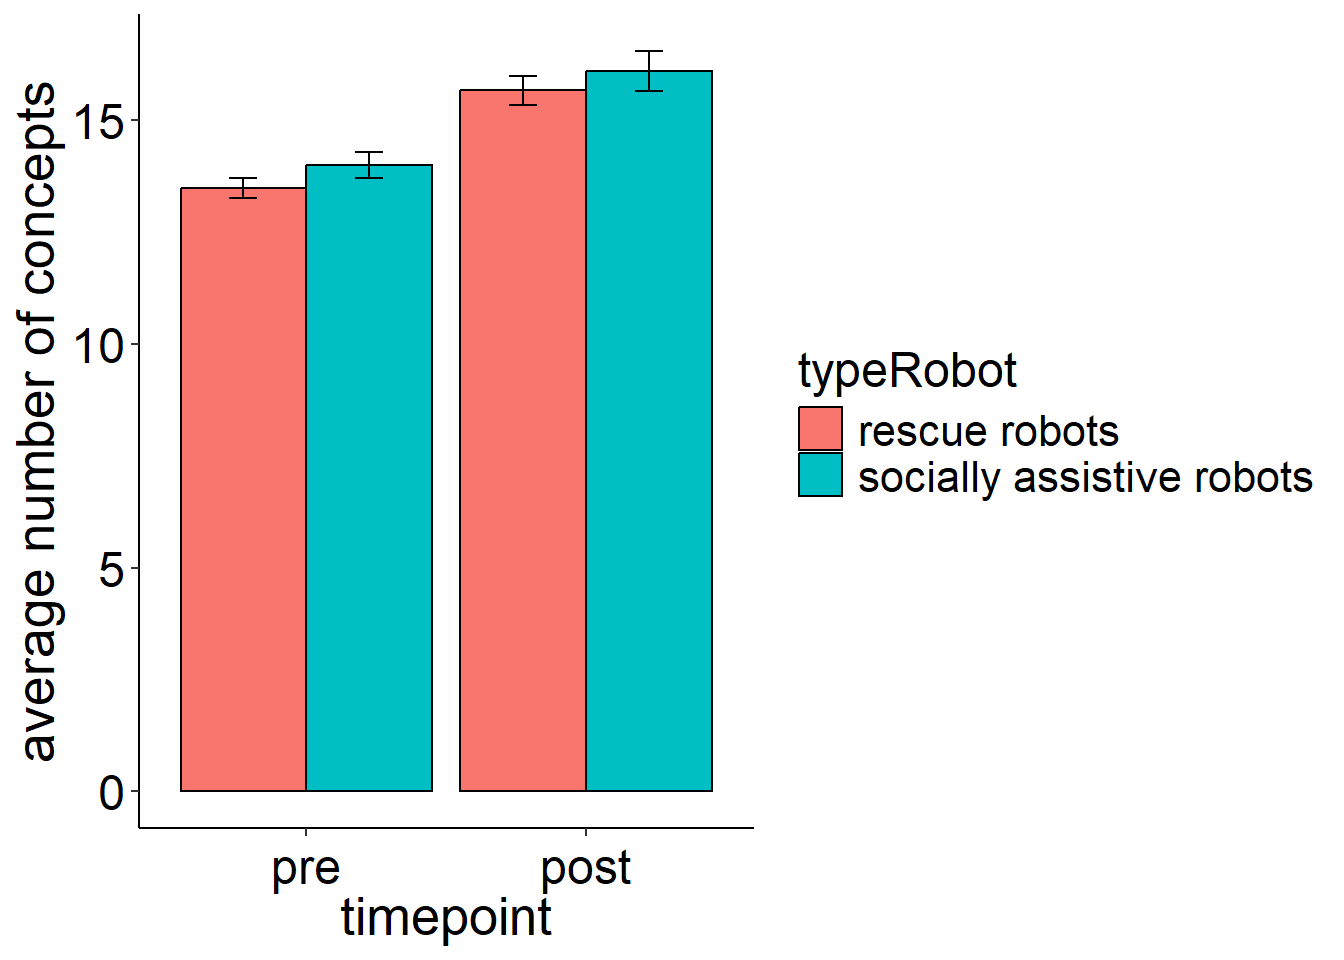 average number of concepts
15
10
5
0
pre post
timepoint
typeRobot
rescue robots
socially assistive robots